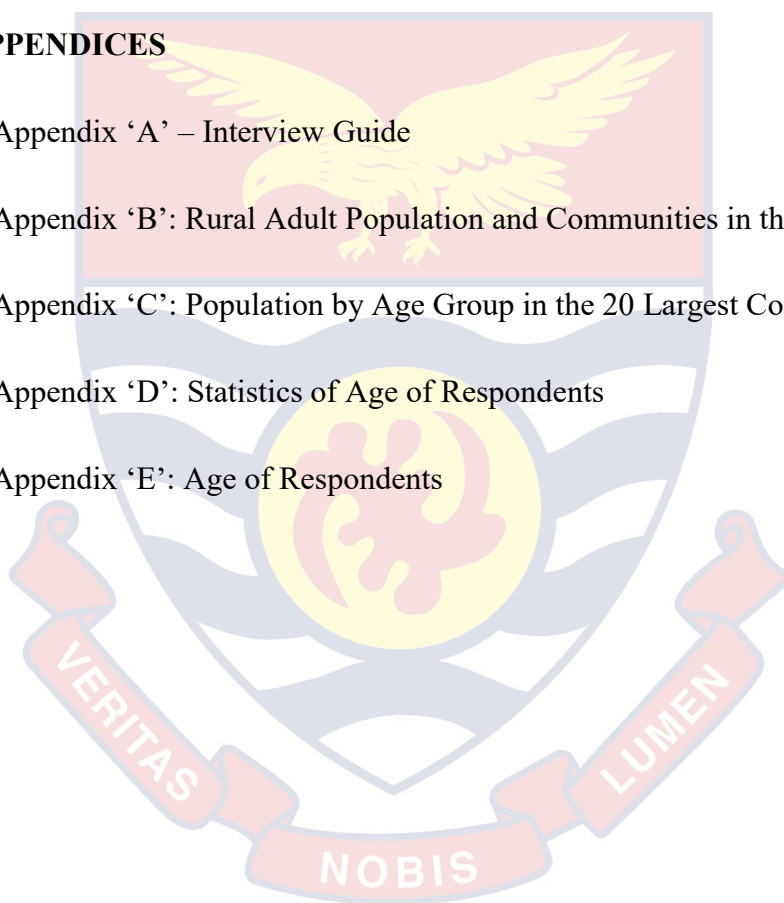 PPENDICES
Appendix ‘A’ – Interview Guide
Appendix ‘B’: Rural Adult Population and Communities in th
Appendix ‘C’: Population by Age Group in the 20 Largest Co
Appendix ‘D’: Statistics of Age of Respondents
Appendix ‘E’: Age of Respondents
VERITAS
NOBIS
LUMEN